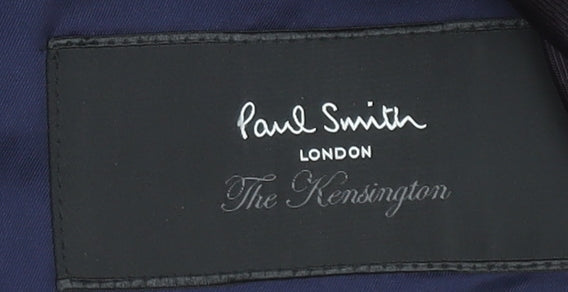 Paul Smith
LONDON
The Kensington